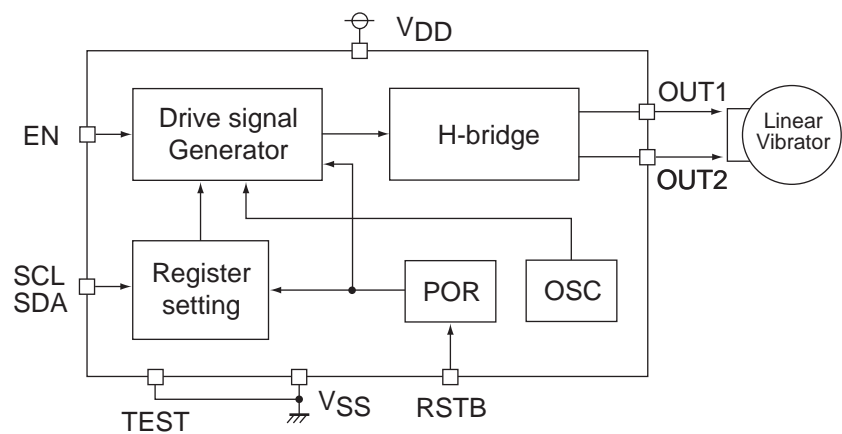 VDD
EN
Drive signal
Generator
H-bridge
OUT1
OUT2
Linear
Vibrator
SCL
SDA
Register
setting
POR
OSC
TEST
VSS
RSTB